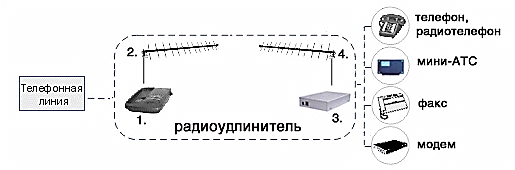 Телефонная
линия
2.
4.
1.
3.
радиоудлинитель
телефон,
радиотелефон
мини-АТС
факс
модем